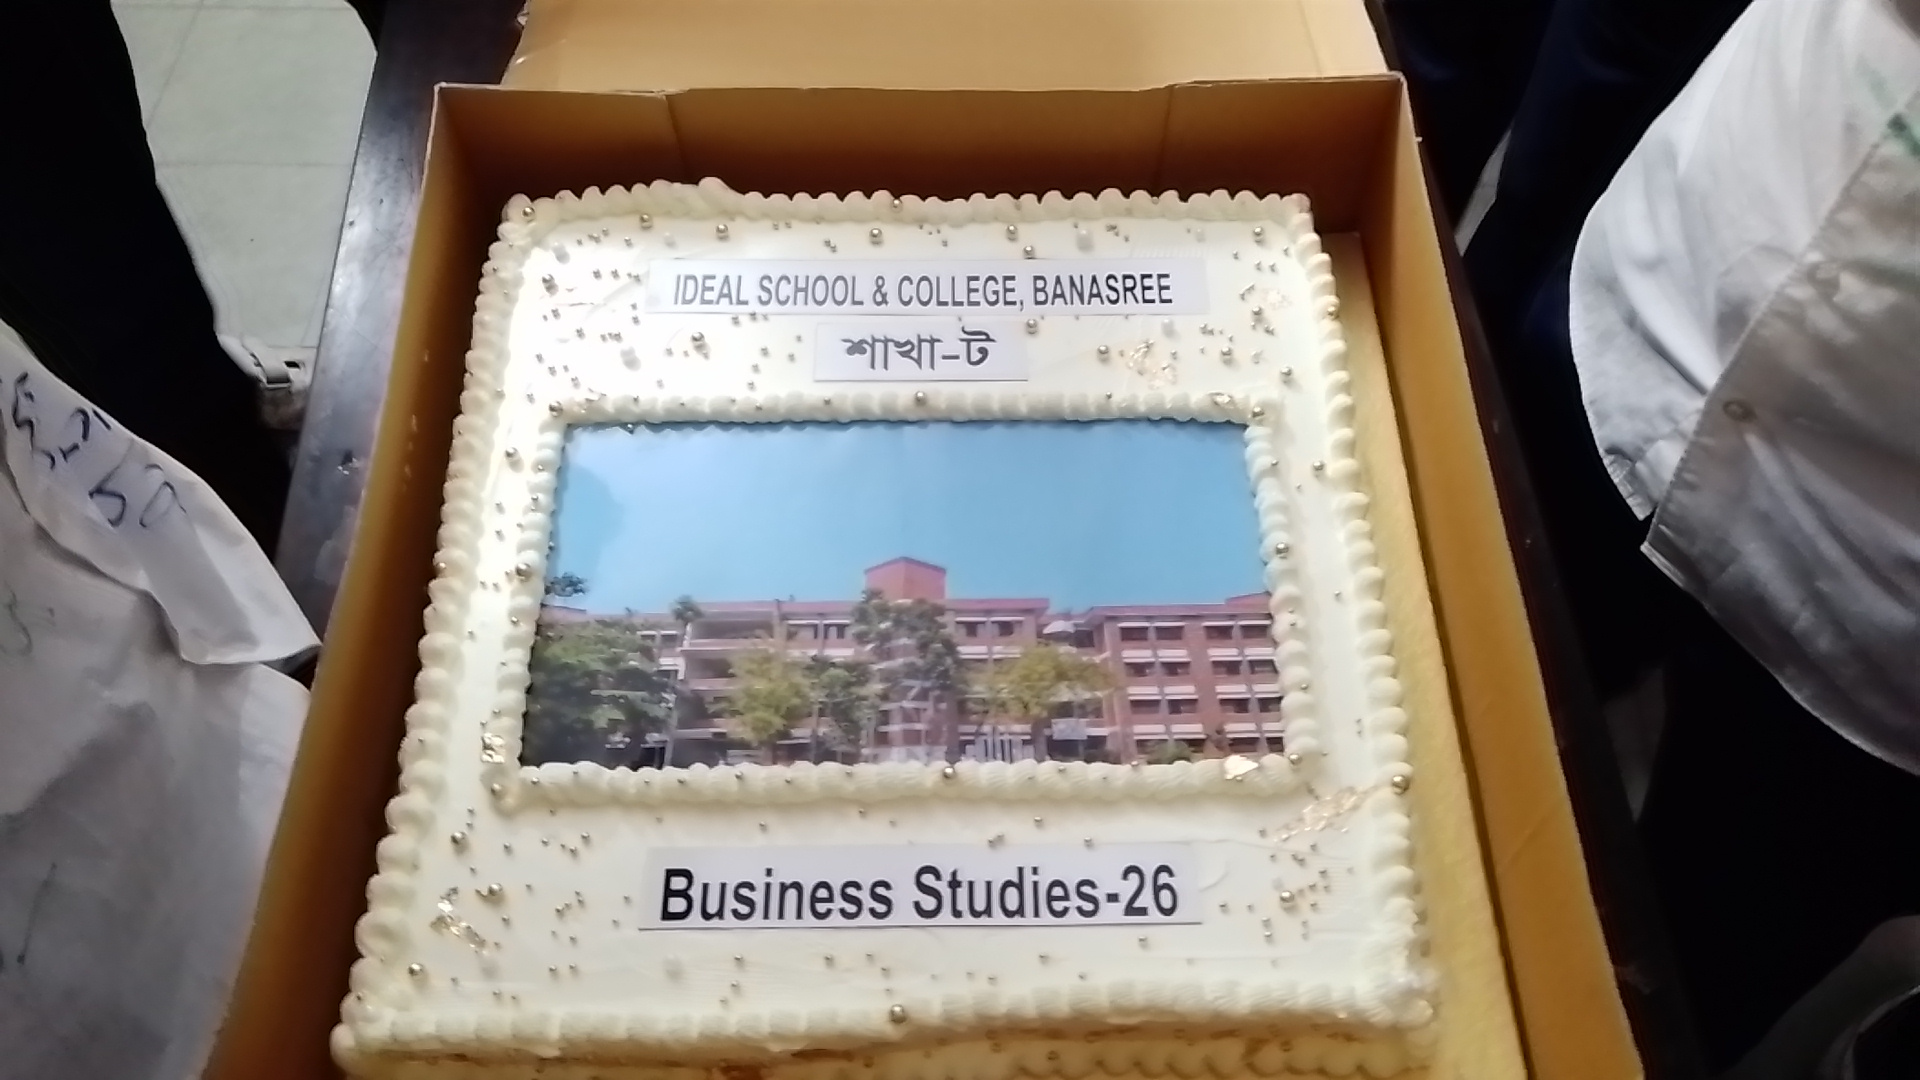 IDEAL SCHOOL & COLLEGE, BANASREE
শাখা-ট
Business Studies-26